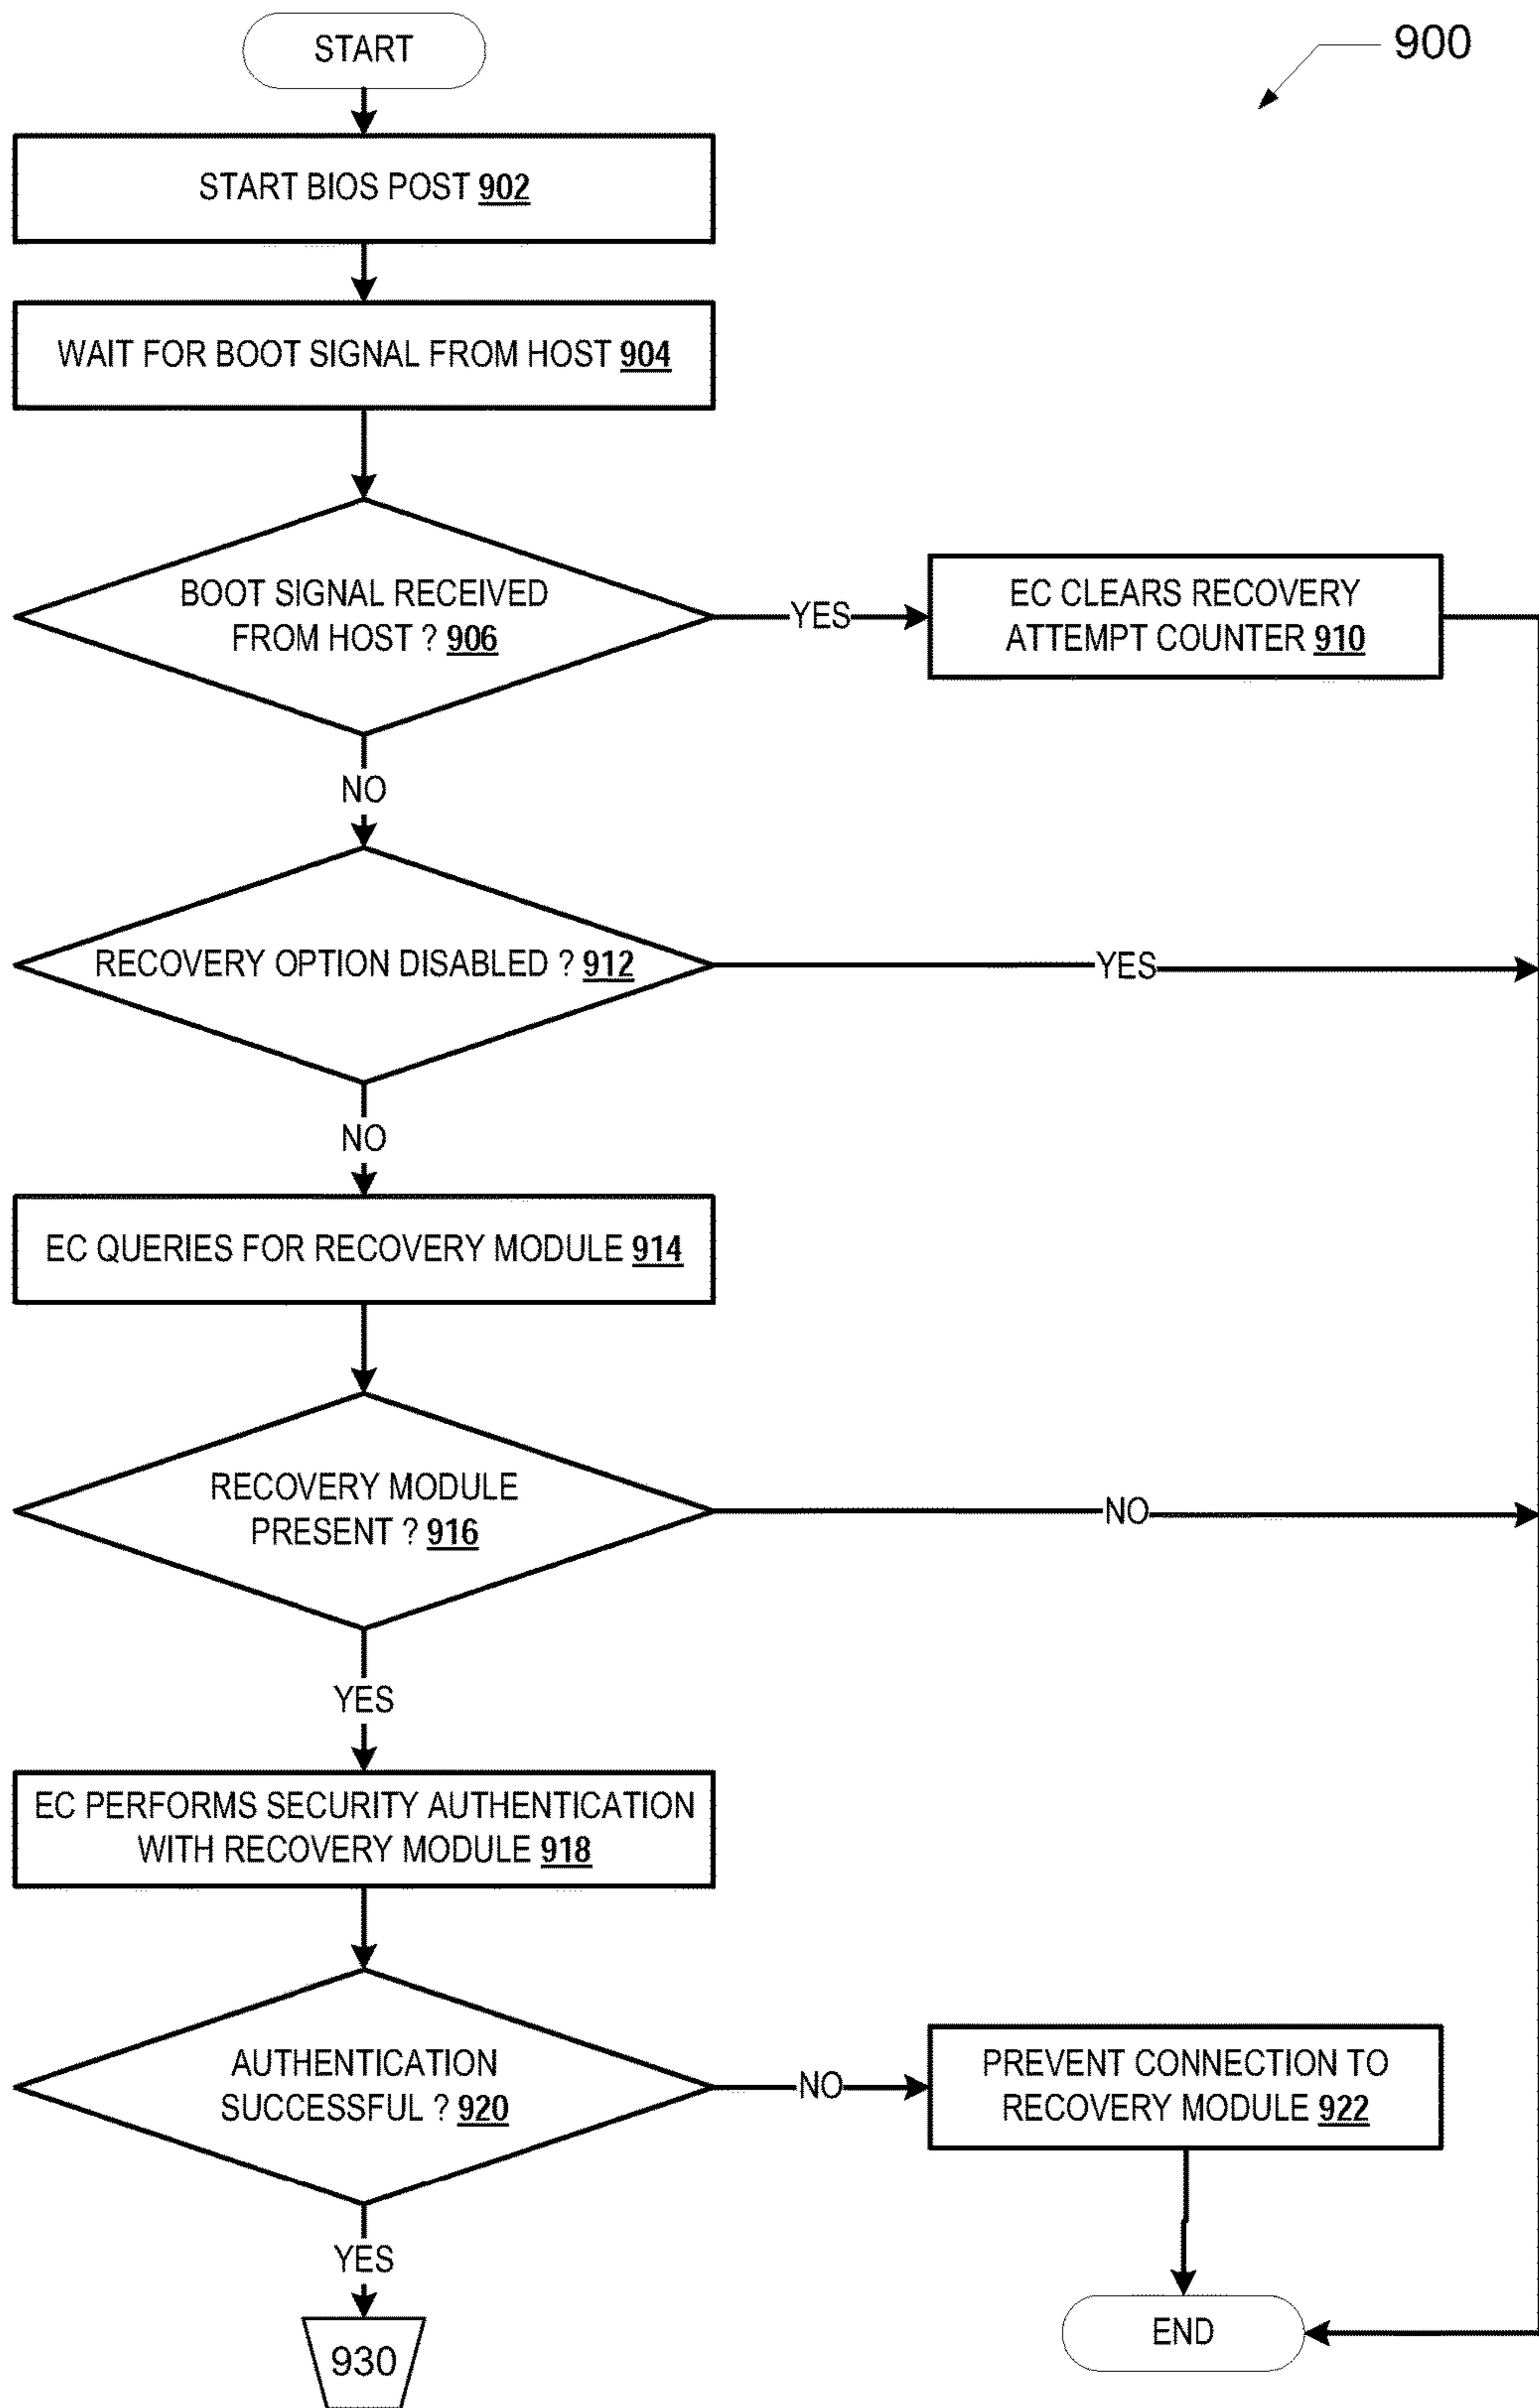 START
900
START BIOS POST 902
WAIT FOR BOOT SIGNAL FROM HOST 904
BOOT SIGNAL RECEIVED
FROM HOST ? 906
YES
EC CLEARS RECOVERY
ATTEMPT COUNTER 910
NO
RECOVERY OPTION DISABLED ? 912
YES
NO
EC QUERIES FOR RECOVERY MODULE 914
RECOVERY MODULE
PRESENT ? 916
NO
YES
EC PERFORMS SECURITY AUTHENTICATION
WITH RECOVERY MODULE 918
AUTHENTICATION
SUCCESSFUL ? 920
NO
PREVENT CONNECTION TO
RECOVERY MODULE 922
YES
END
930